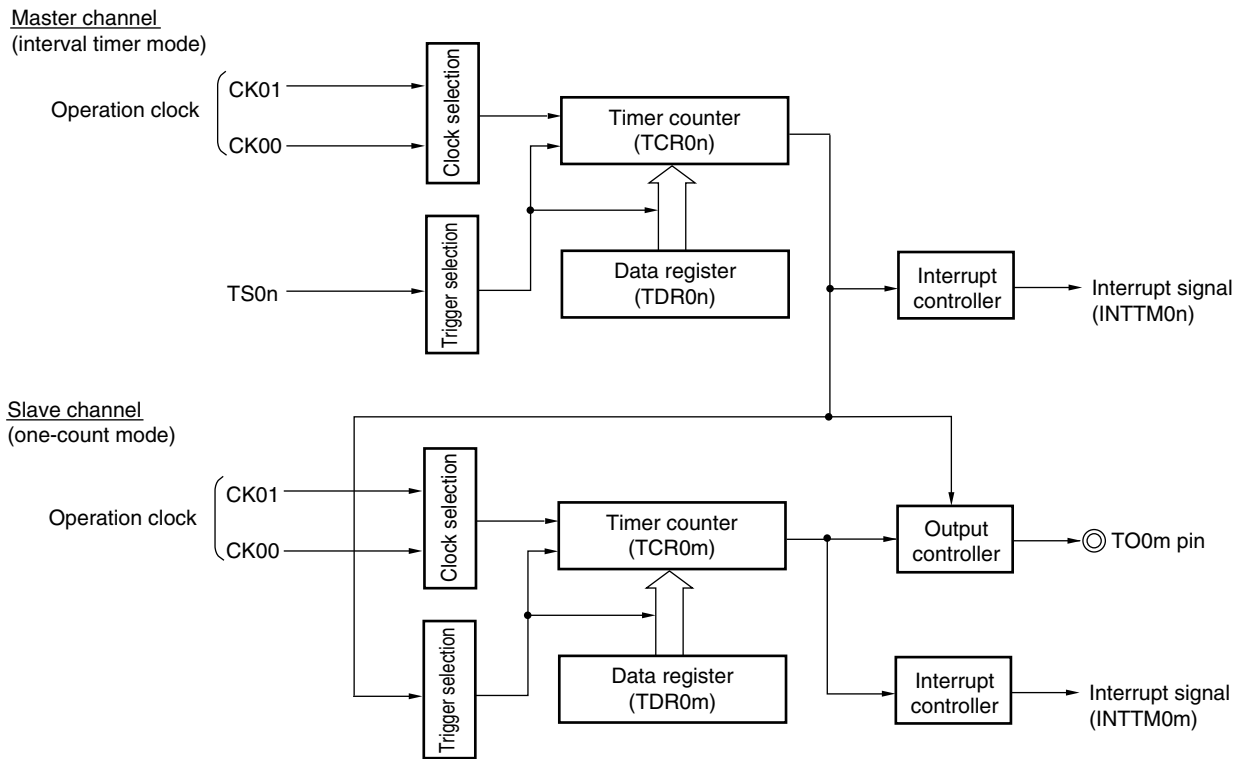 Master channel
(interval timer mode)
Operation clock
CK01
CK00
Clock selection
Timer counter
(TCR0n)
TS0n
Trigger selection
Data register
(TDR0n)
Interrupt
controller
Interrupt signal
(INTTM0n)
Slave channel
(one-count mode)
Operation clock
CK01
CK00
Clock selection
Timer counter
(TCR0m)
Output
controller
TO0m pin
Trigger selection
Data register
(TDR0m)
Interrupt
controller
Interrupt signal
(INTTM0m)